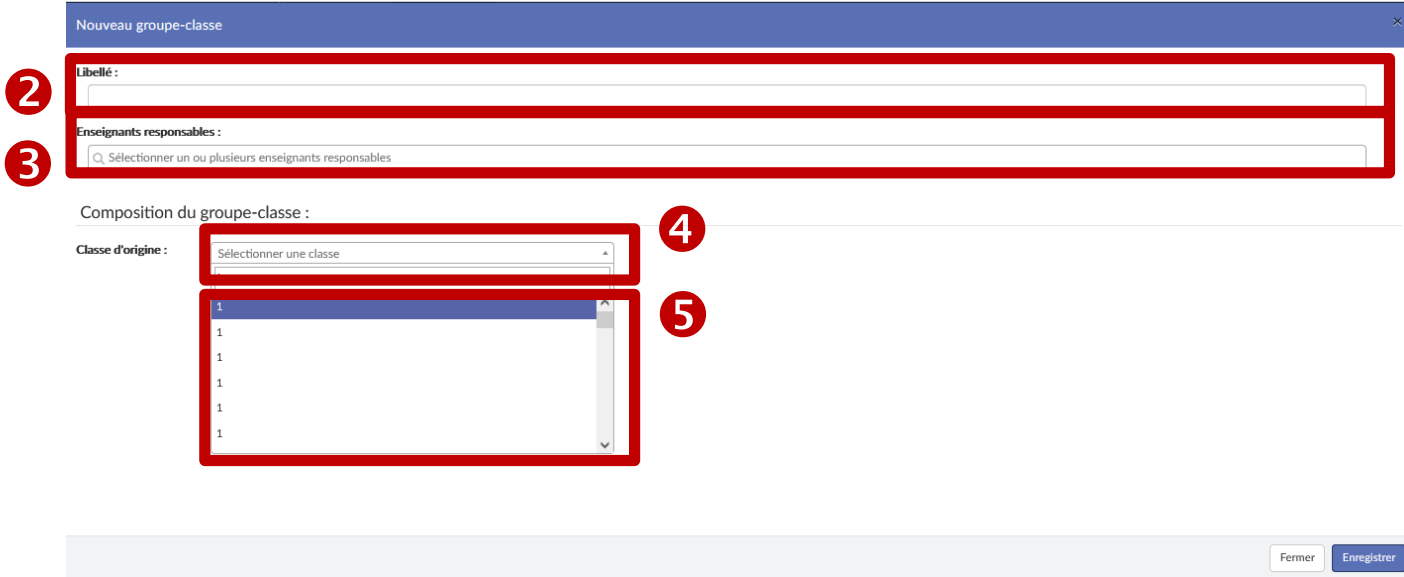 Nouveau groupe-classe ×
2
Libellé :
3
Enseignants responsables :
Sélectionner un ou plusieurs enseignants responsables
Composition du groupe-classe :
4
Classe d'origine :
Sélectionner une classe
5
1
1
1
1
1
1
Fermer Enregistrer